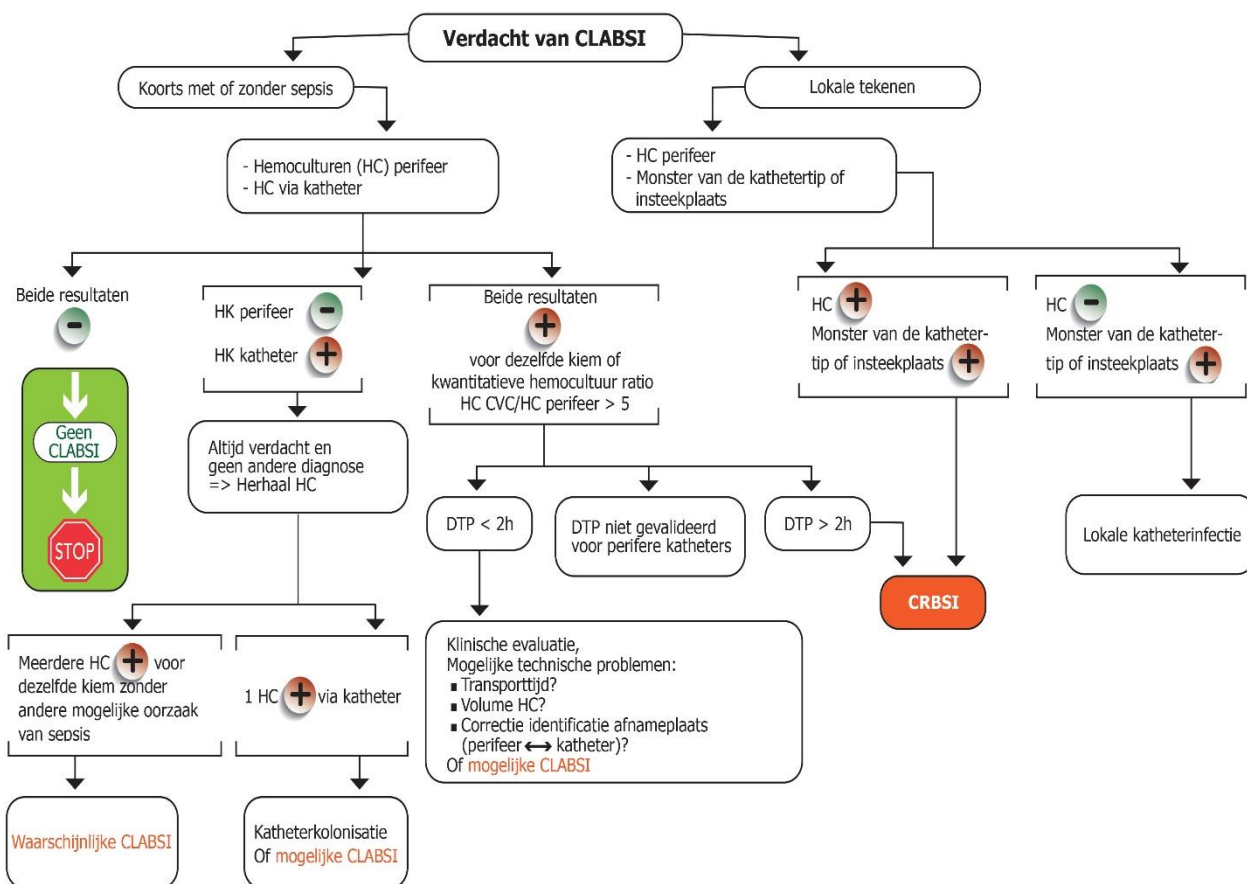 Verdacht van CLABSI
Koorts met of zonder sepsis
Lokale tekenen
- Hemoculturen (HC) perifeer
- HC via katheter
- HC perifeer
- Monster van de kathetertip of
insteekplaats
Beide resultaten
-
Geen
CLABSI
STOP
HK perifeer -
HK katheter +
Beide resultaten
+
voor dezelfde kiem of
kwantitatieve hemocultuur ratio
HC CVC/HC perifeer > 5
HC +
Monster van de katheter-
tip of insteekplaats +
HC -
Monster van de katheter-
tip of insteekplaats +
Altijd verdacht en
geen andere diagnose
=> Herhaal HC
DTP < 2h
DTP niet gevalideerd
voor perifere katheters
DTP > 2h
Lokale katheterinfectie
CRBSI
Meerdere HC + voor
dezelfde kiem zonder
andere mogelijke oorzaak
van sepsis
1 HC + via katheter
Klinische evaluatie,
Mogelijke technische problemen:
▪ Transporttijd?
▪ Volume HC?
▪ Correctie identificatie afnameplaats
(perifeer ↔ katheter)?
Of mogelijke CLABSI
Waarschijnlijke CLABSI
Katheterkolonisatie
Of mogelijke CLABSI